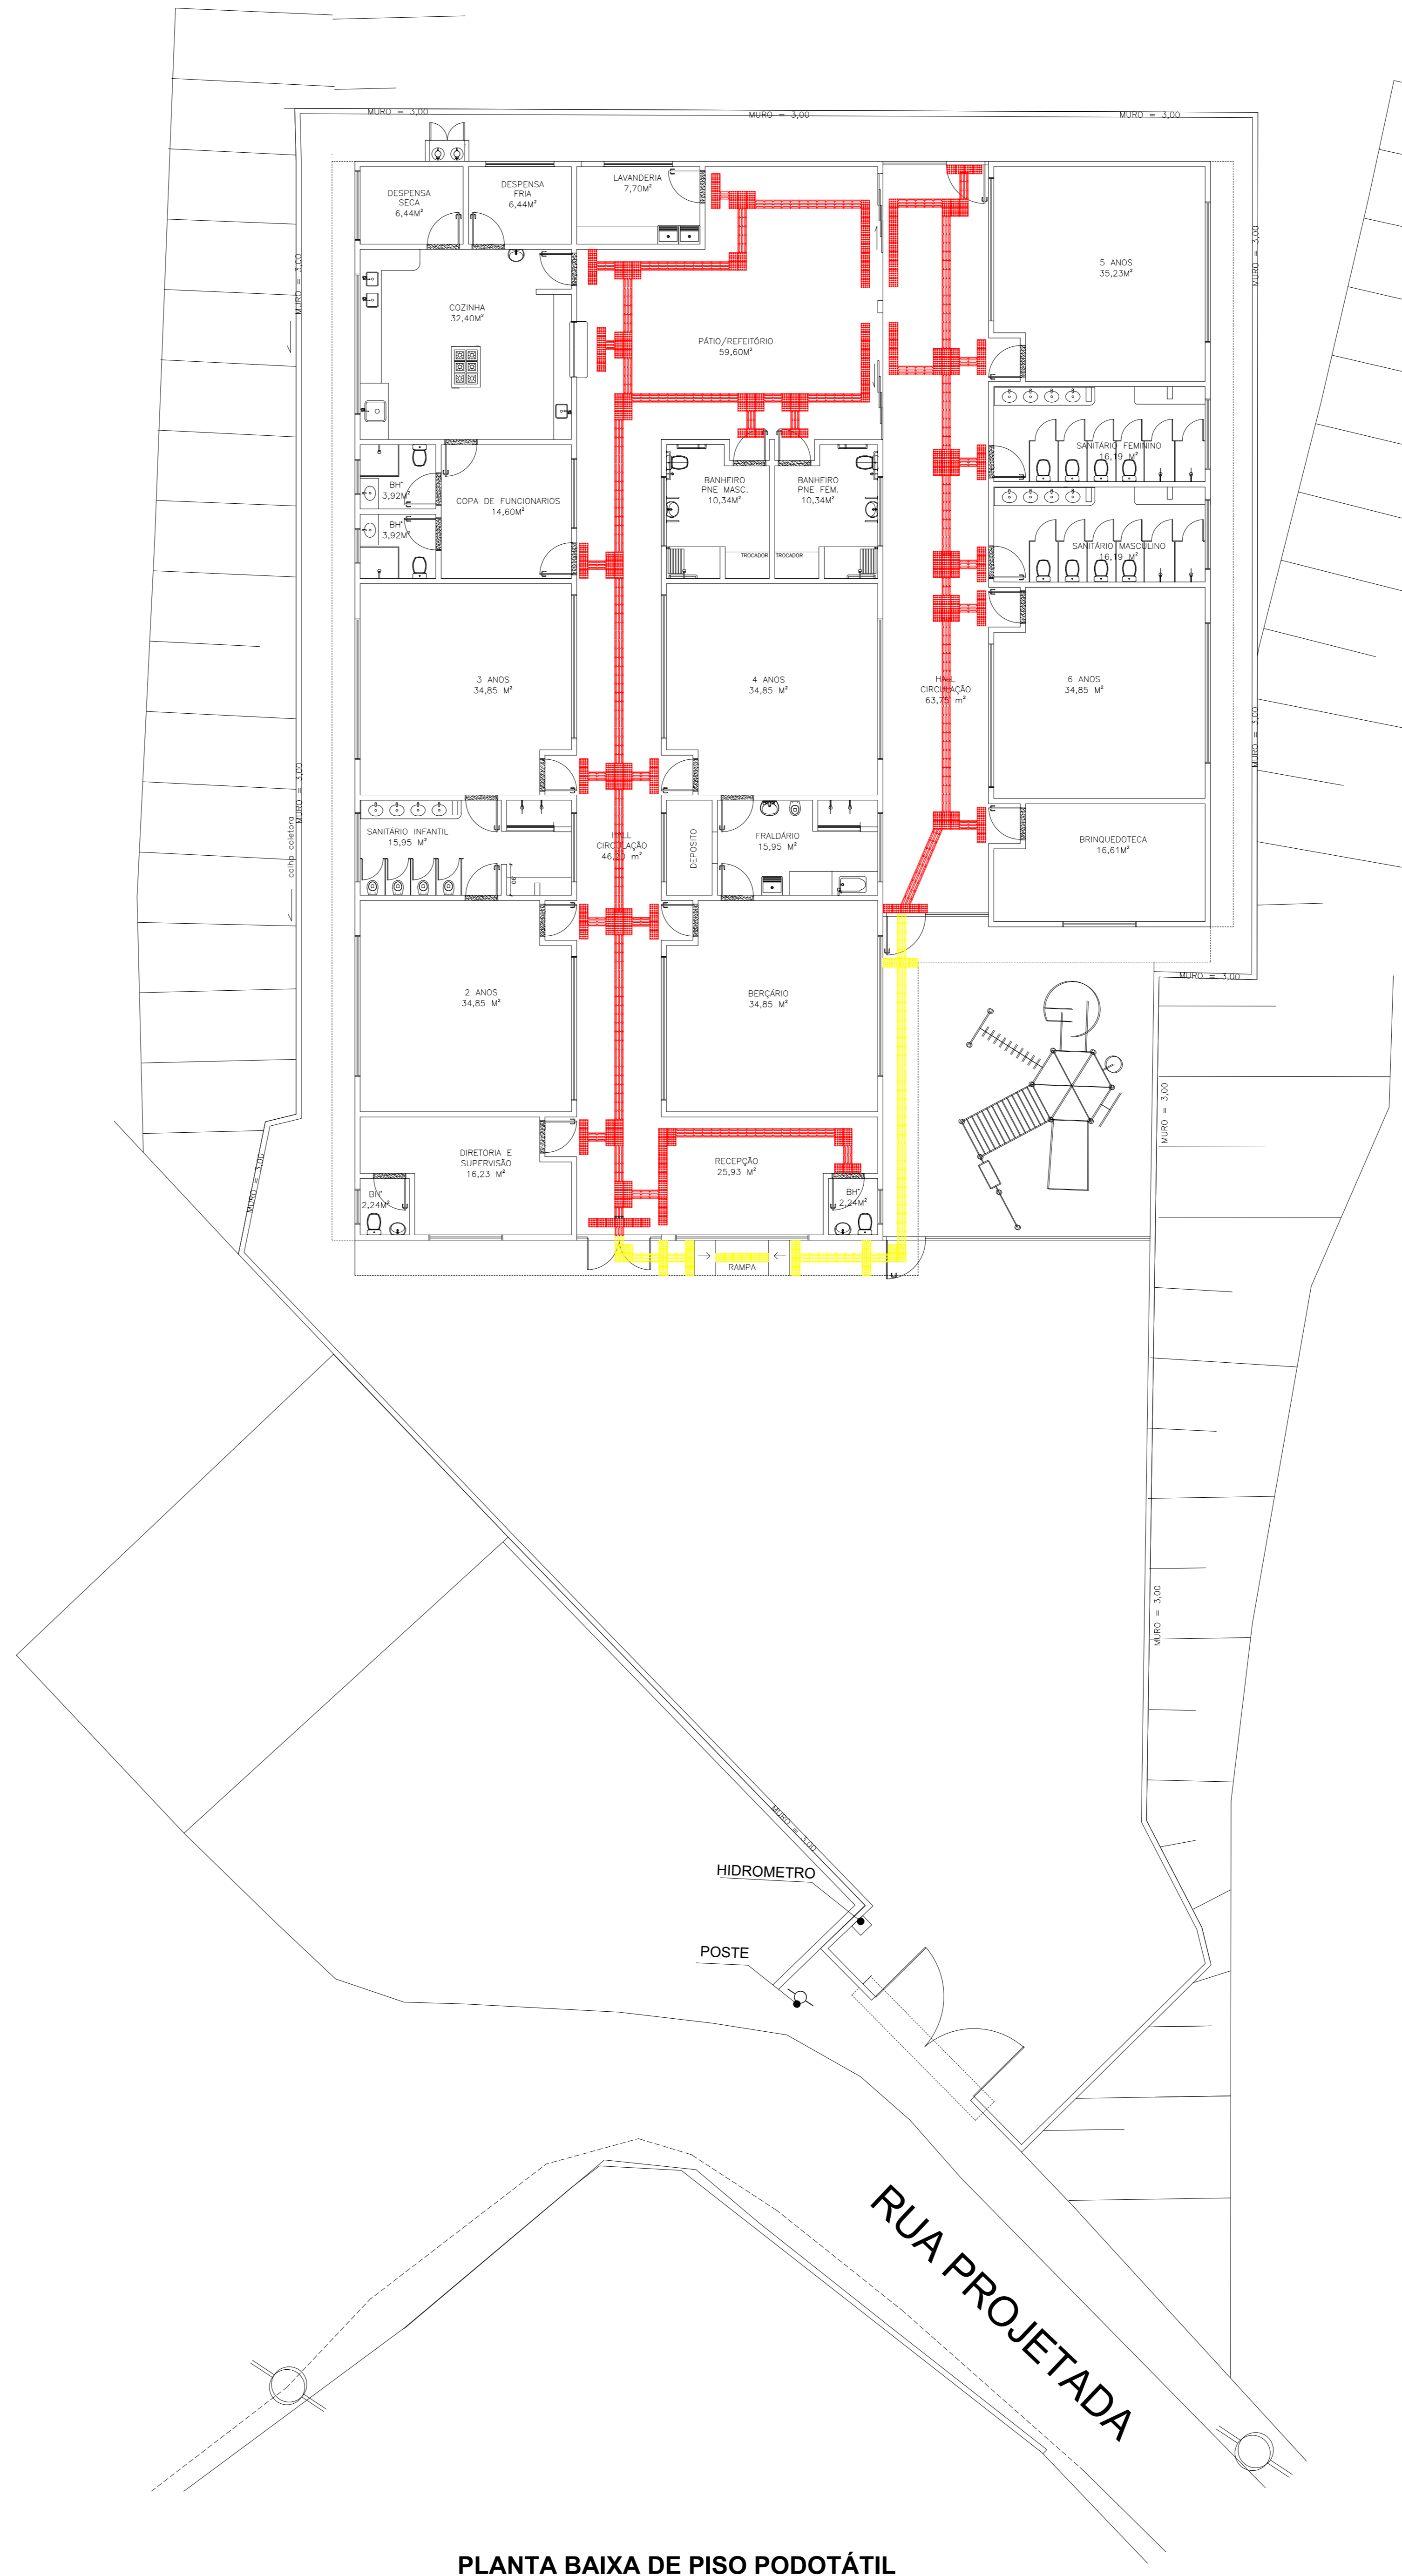 MURO = 3,00
MURO = 3,00
MURO = 3,00
DESPENSA
SECA
6,44M²
DESPENSA
FRIA
6,44M²
LAVANDERIA
7,70M²
MURO = 3,00
MURO = 3,00
5 ANOS
35,23M²
COZINHA
32,40M²
PÁTIO/REFEITÓRIO
59,60M²
SANITÁRIO FEMININO
16,19 M²
BH°
3,92M²
COPA DE FUNCIONARIOS
14,60M²
BANHEIRO
PNE MASC.
10,34M²
BANHEIRO
PNE FEM.
10,34M²
BH°
3,92M²
TROCADOR
TROCADOR
SANITÁRIO MASCULINO
16,19 M²
3 ANOS
34,85 M²
4 ANOS
34,85 M²
HALL
CIRCULAÇÃO
63,75 m²
6 ANOS
34,85 M²
MURO = 3,00
MURO = 3,00
calha coletora
SANITÁRIO INFANTIL
15,95 M²
90
HALL
CIRCULAÇÃO
46,20 m²
DEPOSITO
FRALDÁRIO
15,95 M²
BRINQUEDOTECA
16,61M²
MURO = 3,00
2 ANOS
34,85 M²
BERÇÁRIO
34,85 M²
MURO = 3,00
MURO = 3,00
DIRETORIA E
SUPERVISÃO
16,23 M²
RECEPÇÃO
25,93 M²
BH°
2,24M²
BH°
2,24M²
RAMPA
MURO = 3,00
MURO = 3,00
HIDROMETRO
POSTE
RUA PROJETADA
PLANTA BAIXA DE PISO PODOTÁTIL